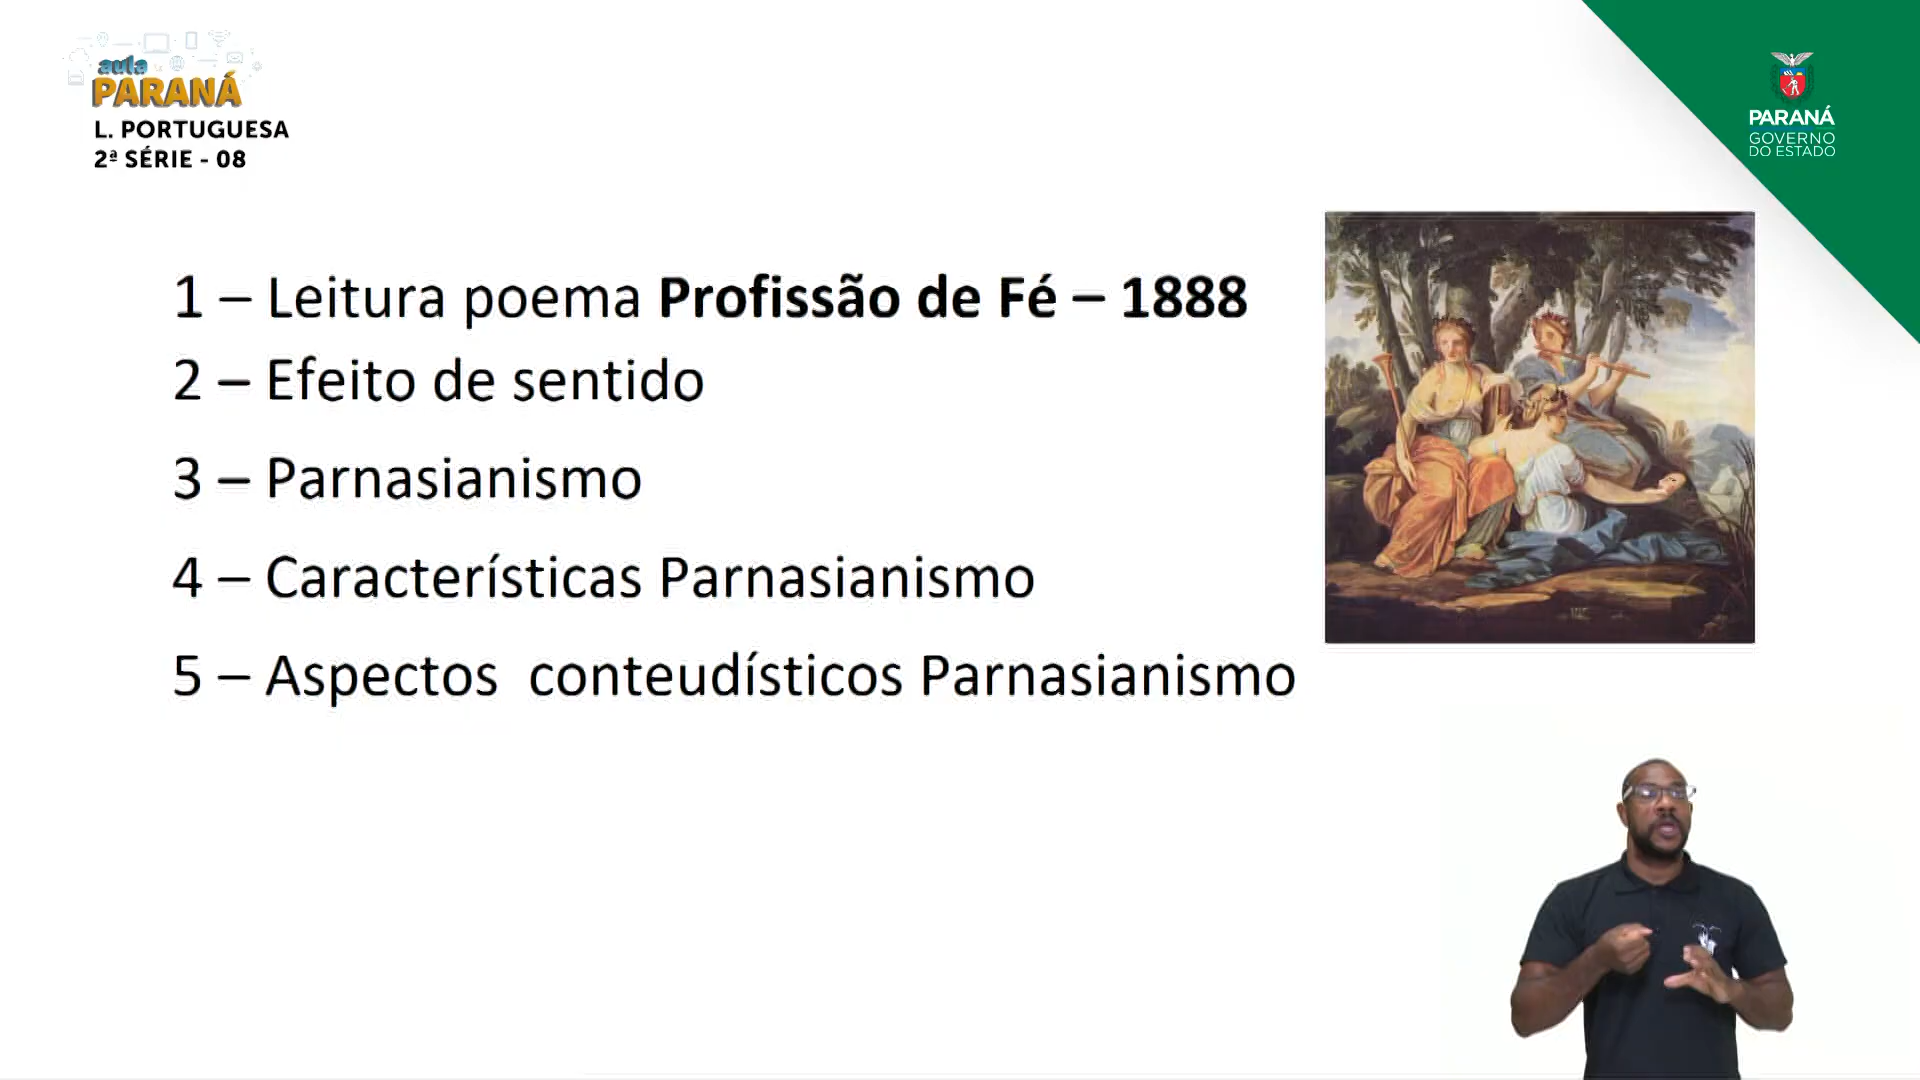 aula
PARANÁ
L. PORTUGUESA
2ª SÉRIE - 08
PARANÁ
GOVERNO
DO ESTADO
1 – Leitura poema Profissão de Fé – 1888
2 – Efeito de sentido
3 – Parnasianismo
4 – Características Parnasianismo
5 – Aspectos conteudísticos Parnasianismo